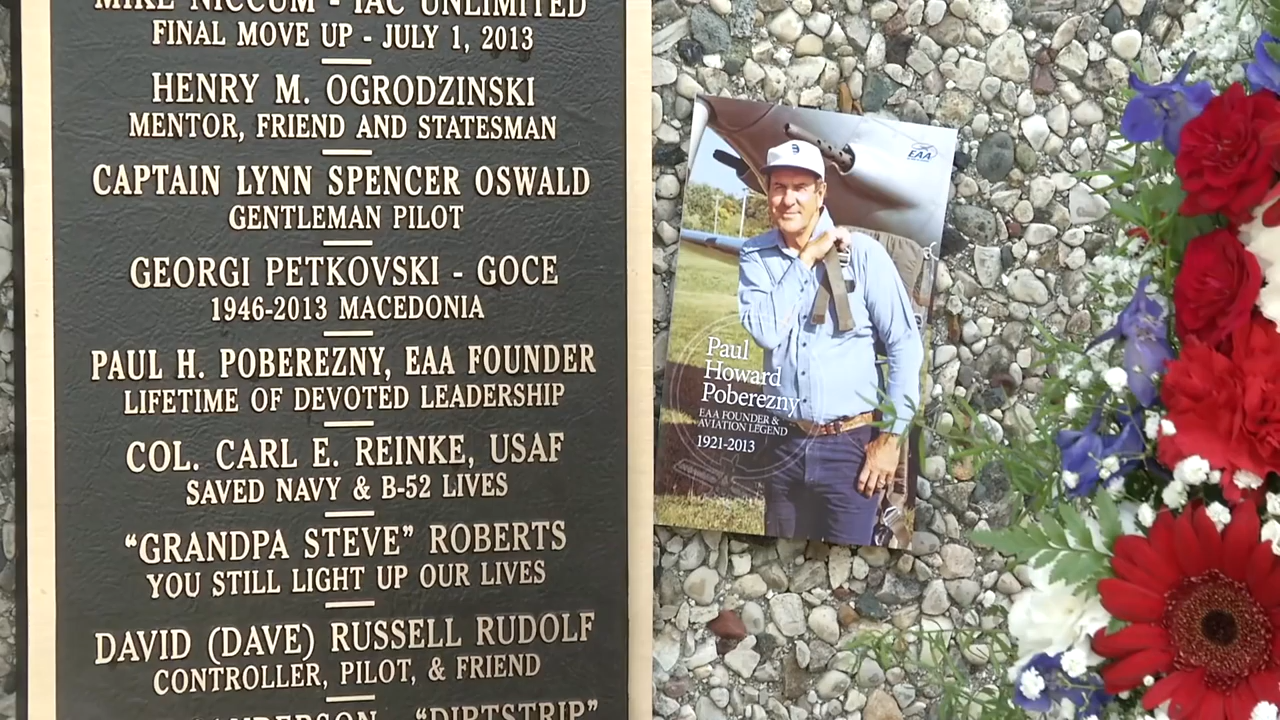 MIKE NICCUM - IAC UNLIMITED
FINAL MOVE UP - JULY 1, 2013
HENRY M. OGRODZINSKI
MENTOR, FRIEND AND STATESMAN
CAPTAIN LYNN SPENCER OSWALD
GENTLEMAN PILOT
GEORGI PETKOVSKI - GOCE
1946-2013 MACEDONIA
PAUL H. POBEREZNY, EAA FOUNDER
LIFETIME OF DEVOTED LEADERSHIP
COL. CARL E. REINKE, USAF
SAVED NAVY & B-52 LIVES
“GRANDPA STEVE” ROBERTS
YOU STILL LIGHT UP OUR LIVES
DAVID (DAVE) RUSSELL RUDOLF
CONTROLLER, PILOT, & FRIEND
“DIRTSTRIP”
EAA
Paul
Howard
Poberezny
EAA FOUNDER &
AVIATION LEGEND
1921-2013